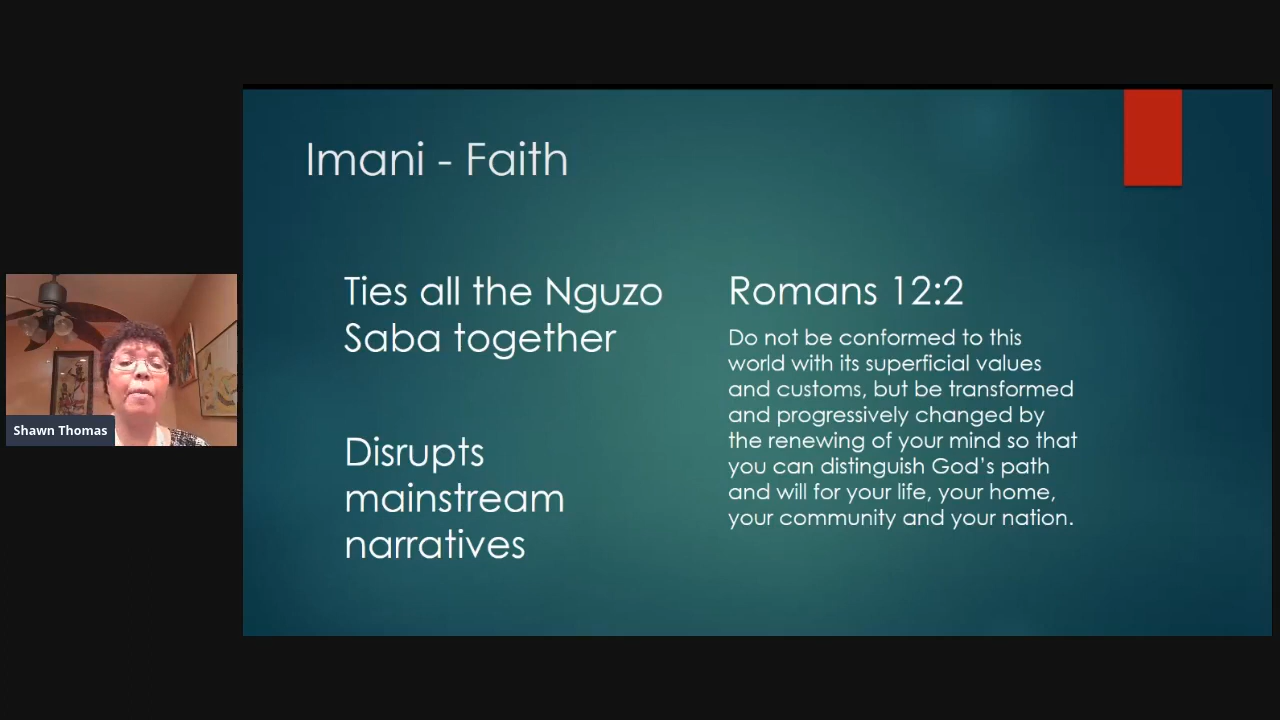 Imani - Faith
Ties all the Nguzo
Saba together
Disrupts
mainstream
narratives
Romans 12:2
Do not be conformed to this
world with its superficial values
and customs, but be transformed
and progressively changed by
the renewing of your mind so that
you can distinguish God’s path
and will for your life, your home,
your community and your nation.
Shawn Thomas